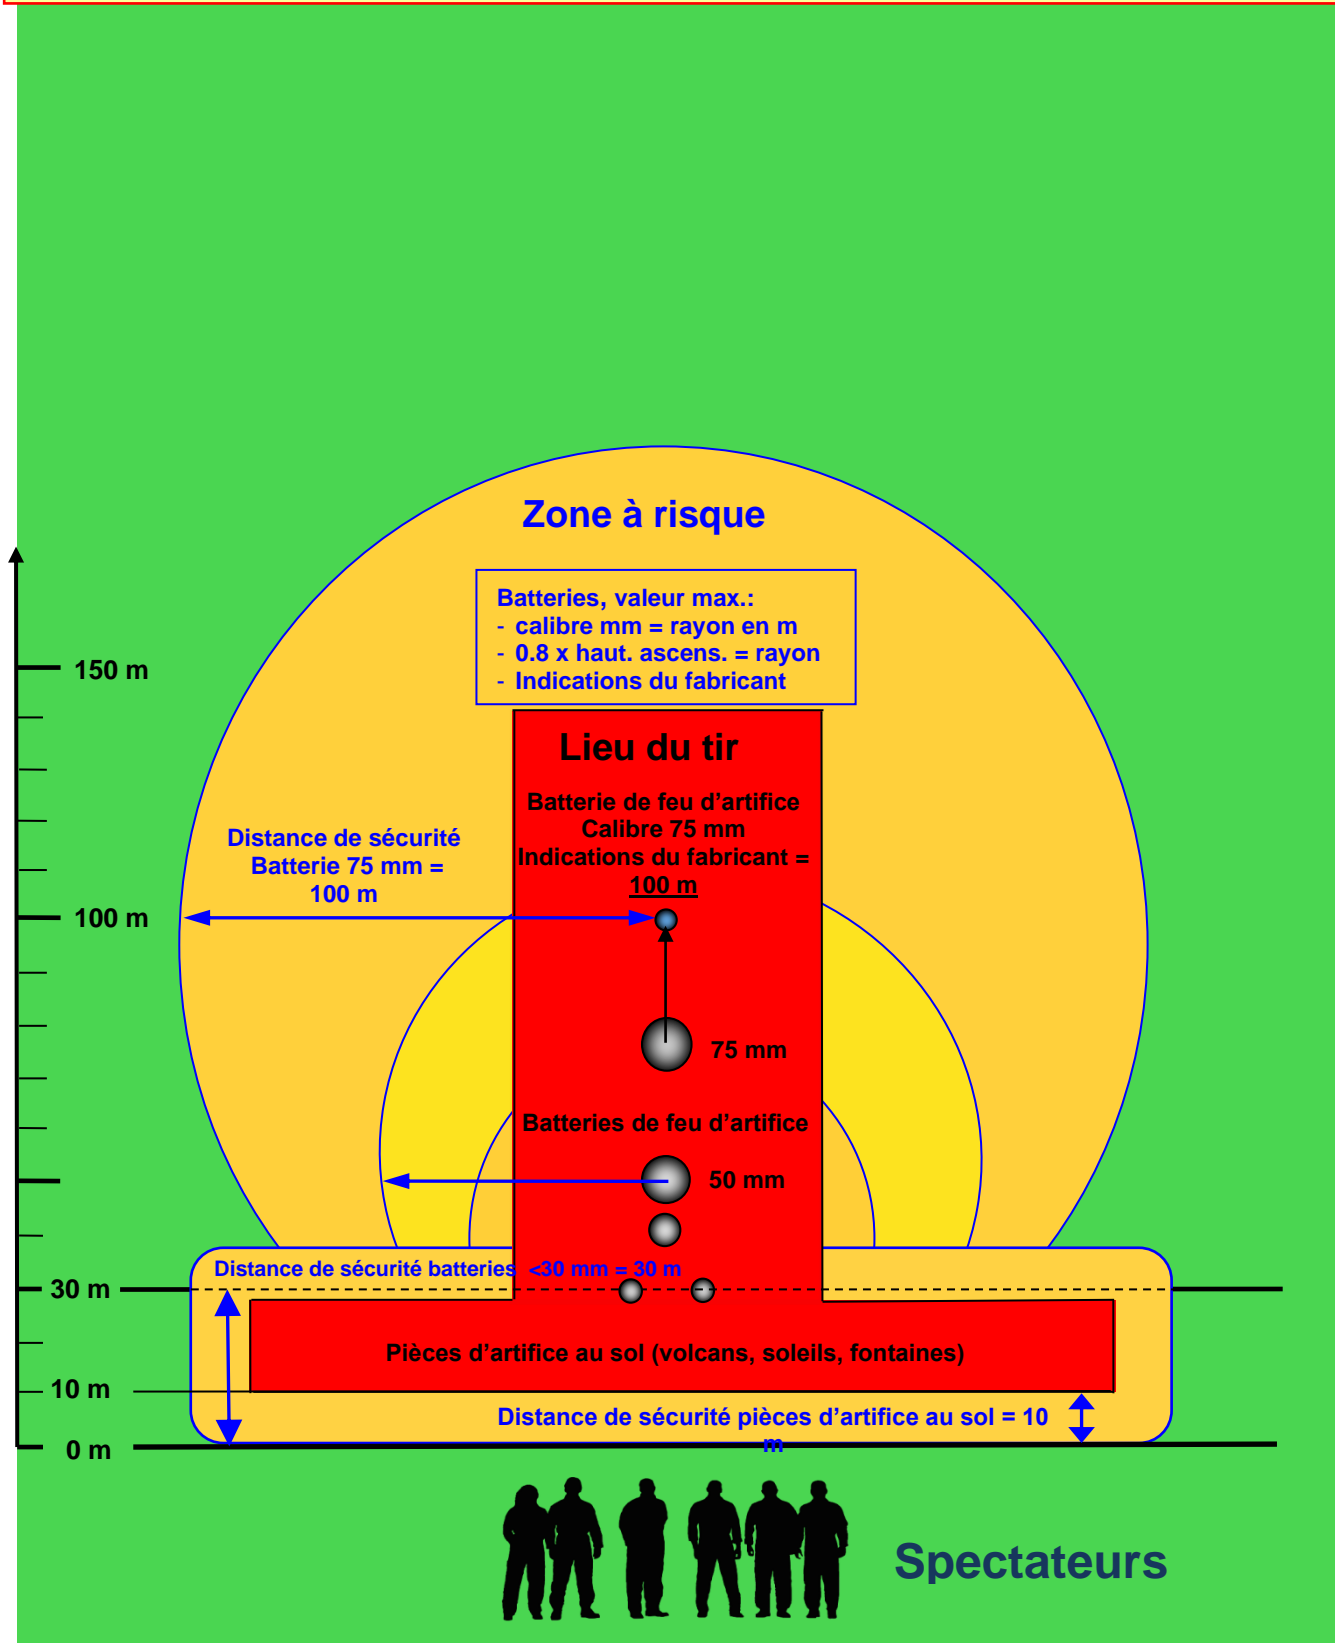 Zone à risque
Batteries, valeur max.:
- calibre mm = rayon en m
- 0.8 x haut. ascens. = rayon
- Indications du fabricant
150 m
Lieu du tir
Batterie de feu d’artifice
Calibre 75 mm
Indications du fabricant =
100 m
Distance de sécurité
Batterie 75 mm =
100 m
100 m
75 mm
Batteries de feu d’artifice
50 mm
Distance de sécurité batteries <30 mm = 30 m
30 m
Pièces d’artifice au sol (volcans, soleils, fontaines)
10 m
Distance de sécurité pièces d’artifice au sol = 10
m
0 m
Spectateurs